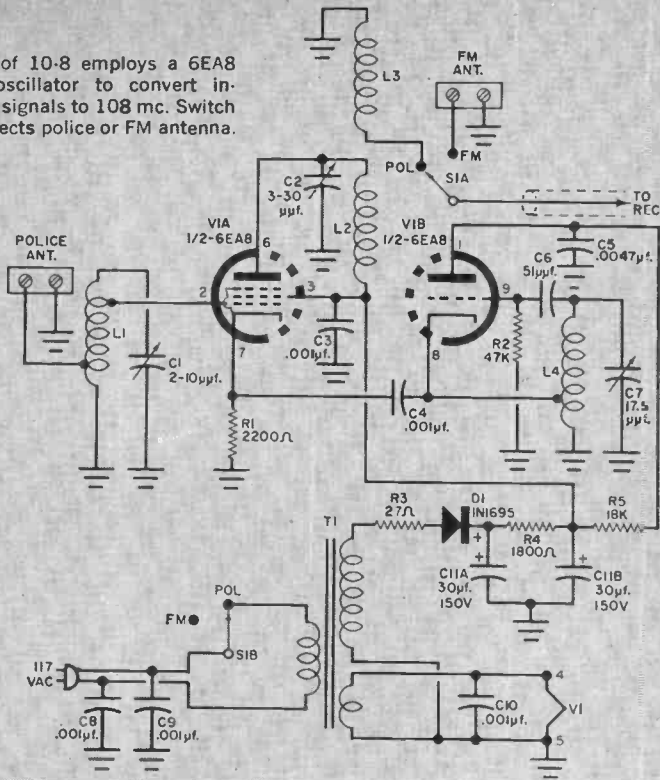 of 10-8 employs a 6EA8
oscillator to convert in-
signals to 108 mc. Switch
ects police or FM antenna.
L3
FM
ANT.
POL
FM
S1A
TO
REC
C2
3-30
μμf.
L2
V1A
1/2-6EA8
6
2
3
7
V1B
1/2-6EA8
1
9
8
C5
.0047μf.
C6
51μμf.
POLICE
ANT.
L1
C1
2-10μμf.
C3
.001μf.
R2
47K
L4
C7
17.5
μμf.
R1
2200Ω
C4
.001μf.
T1
R3
27Ω
D1
1N1695
R4
1800Ω
R5
18K
+
C11A
30μf.
150V
+
C11B
30μf.
150V
POL
FM
S1B
117
VAC
C8
.001μf.
C9
.001μf.
C10
.001μf.
4
V1
5